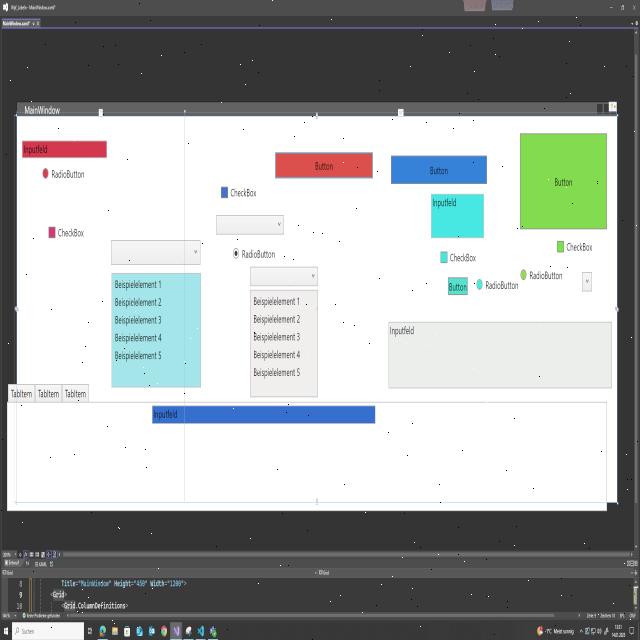 MainWindow.xaml*
MainWindow
Inputfeld
Button
Button
Button
RadioButton
CheckBox
Inputfeld
CheckBox
CheckBox
RadioButton
CheckBox
RadioButton
Button
RadioButton
Beispielelement 1
Beispielelement 2
Beispielelement 3
Beispielelement 4
Beispielelement 5
Beispielelement 1
Beispielelement 2
Beispielelement 3
Beispielelement 4
Beispielelement 5
Inputfeld
TabItem TabItem TabItem
Inputfeld
8 Title="MainWindow" Height="450" Width="1200">
9 <Grid>
10 <Grid.ColumnDefinitions>
Suchen